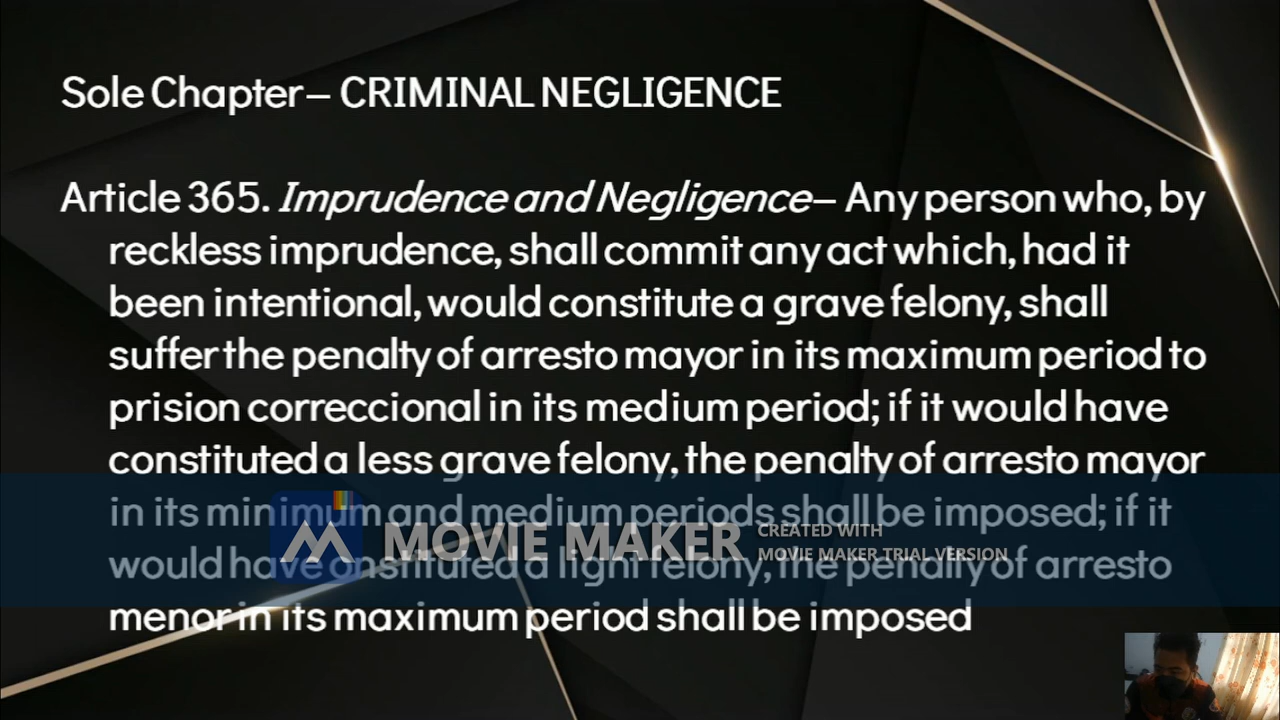 Sole Chapter – CRIMINAL NEGLIGENCE
Article 365. Imprudence and Negligence – Any person who, by
reckless imprudence, shall commit any act which, had it
been intentional, would constitute a grave felony, shall
suffer the penalty of arresto mayor in its maximum period to
prision correccional in its medium period; if it would have
constituted a less grave felony, the penalty of arresto mayor
in its minimum and medium periods shall be imposed; if it
would have onstituted a light felony, the penalty of arresto
menor in its maximum period shall be imposed
MOVIE MAKER
CREATED WITH
MOVIE MAKER TRIAL VERSION